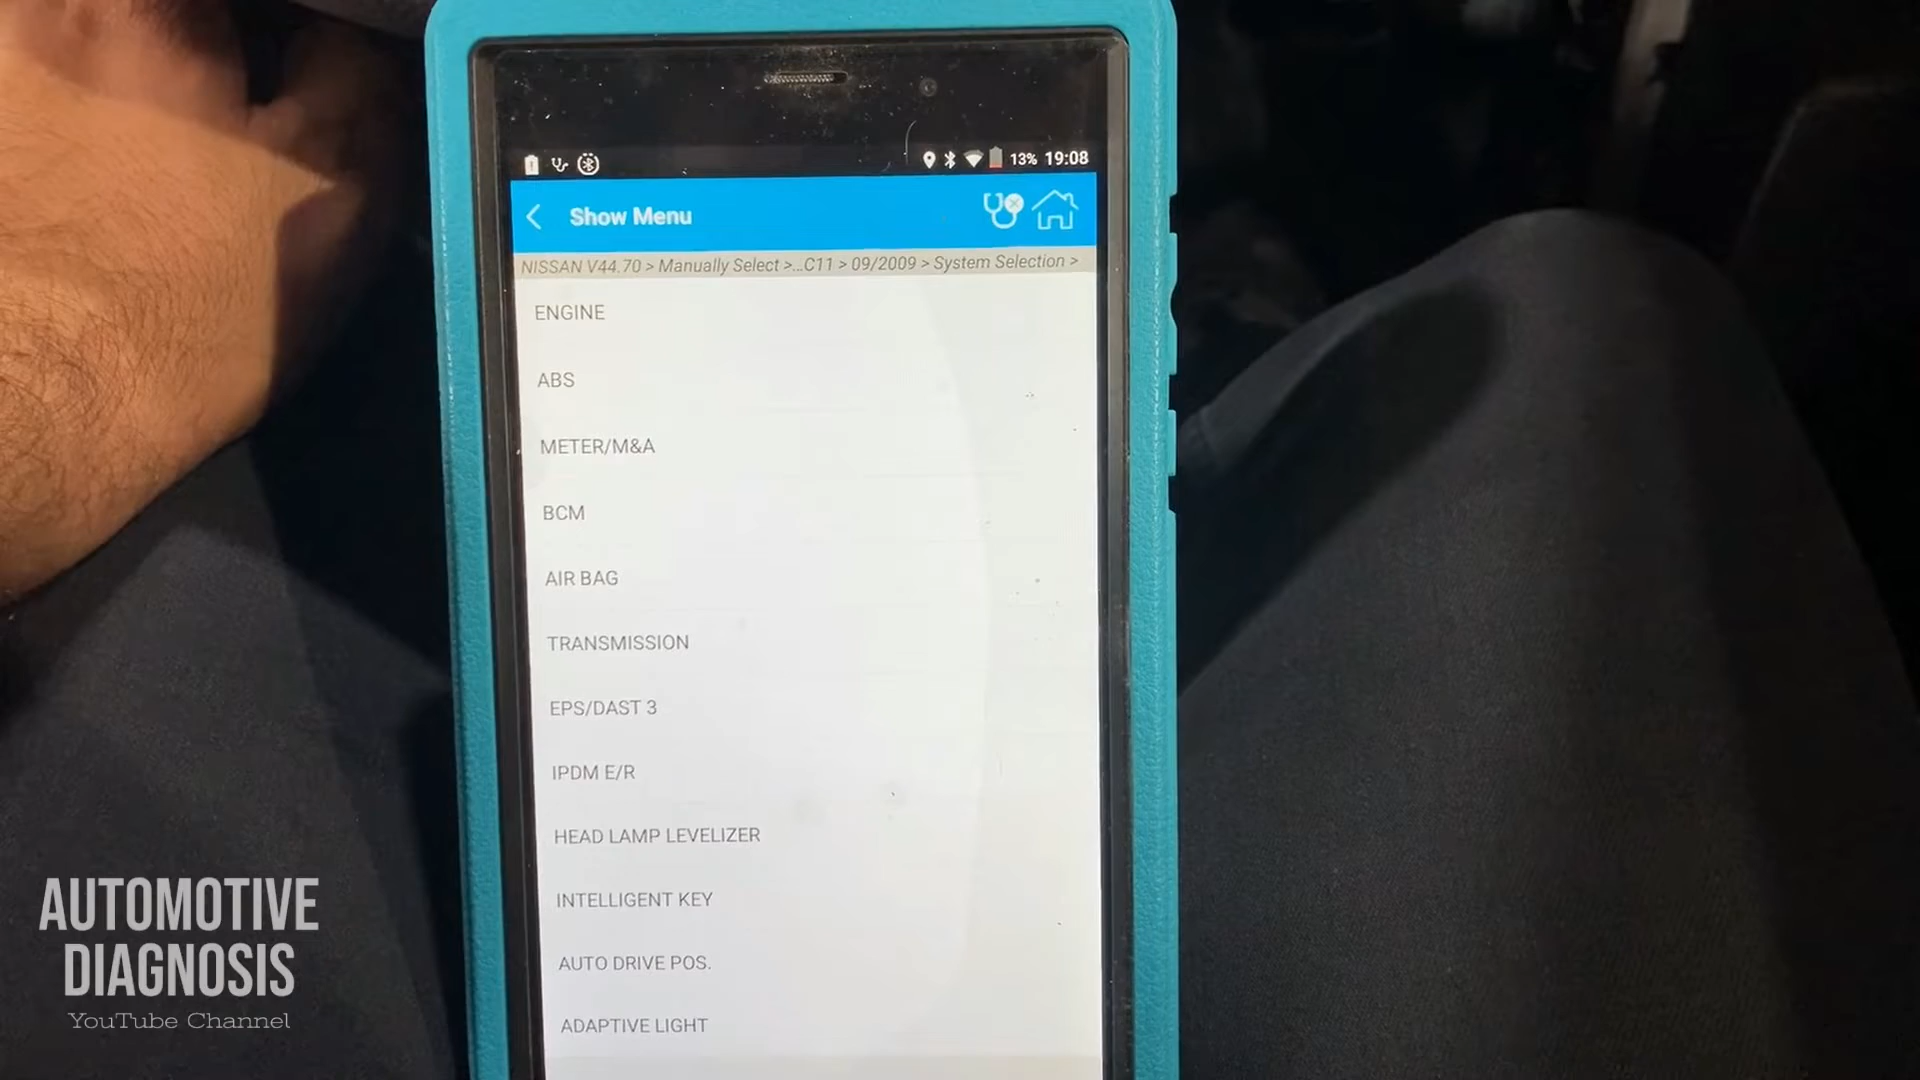 13% 19:08
Show Menu
NISSAN V44.70 > Manually Select >...C11 > 09/2009 > System Selection >
ENGINE
ABS
METER/M&A
BCM
AIR BAG
TRANSMISSION
EPS/DAST 3
IPDM E/R
HEAD LAMP LEVELIZER
INTELLIGENT KEY
AUTO DRIVE POS.
ADAPTIVE LIGHT
AUTOMOTIVE
DIAGNOSIS
YouTube Channel